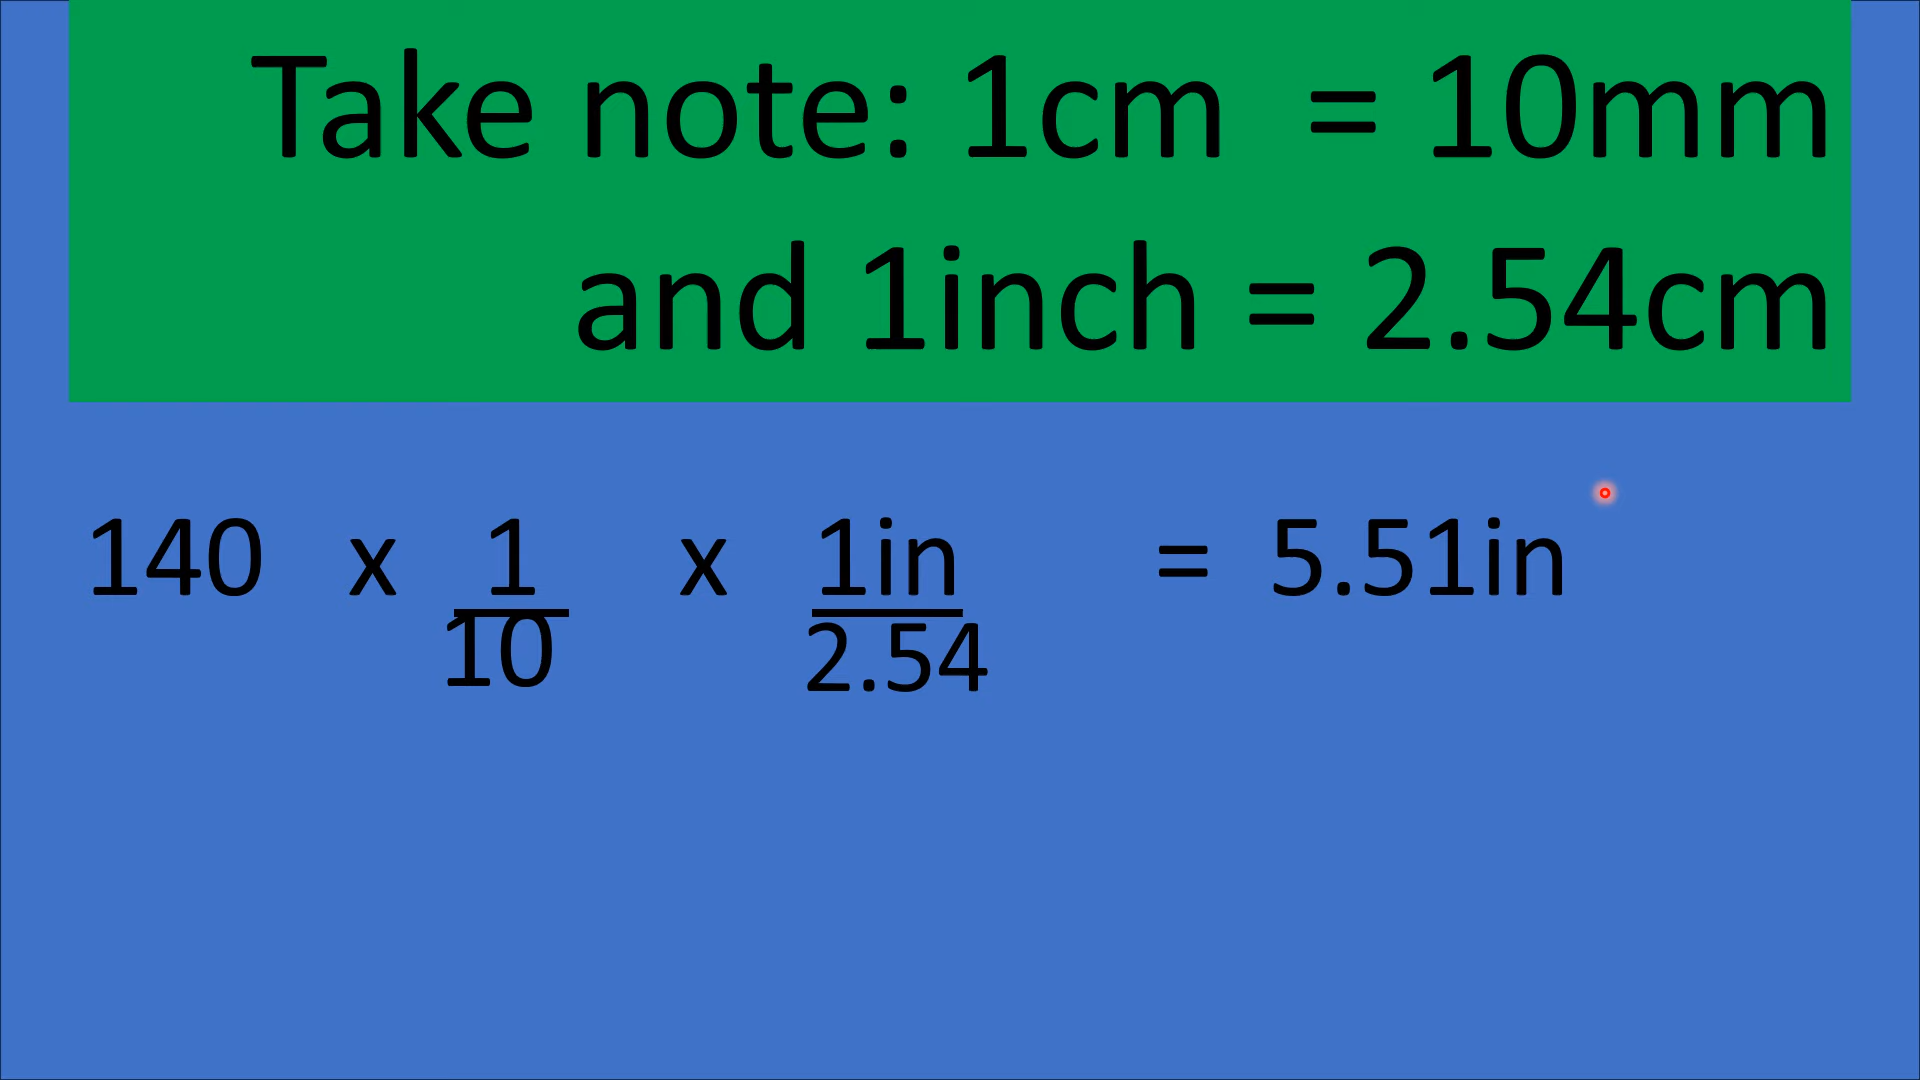 Take note: 1cm = 10mm
and 1inch = 2.54cm
140 x 1 x 1in = 5.51in
10 2.54